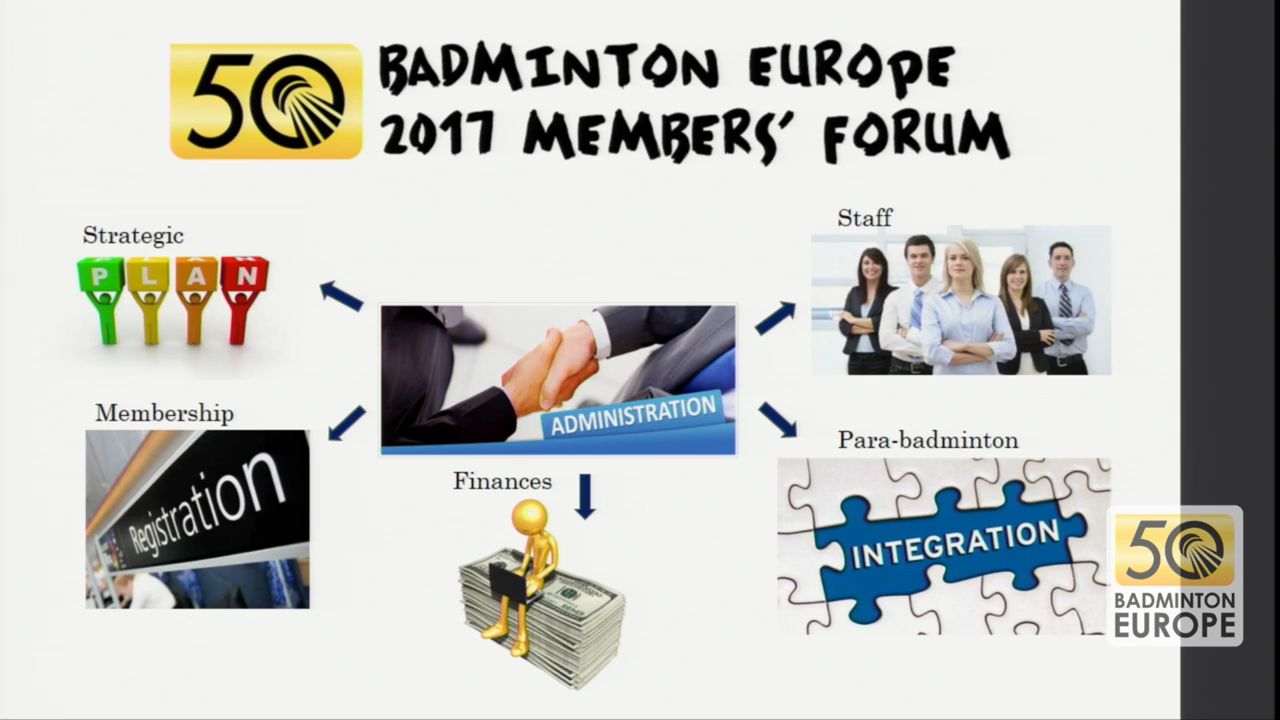 50
BADMINTON EUROPE
2017 MEMBERS' FORUM
Strategic
PLAN
Staff
ADMINISTRATION
Membership
Registration
Finances
Para-badminton
INTEGRATION
50
BADMINTON
EUROPE